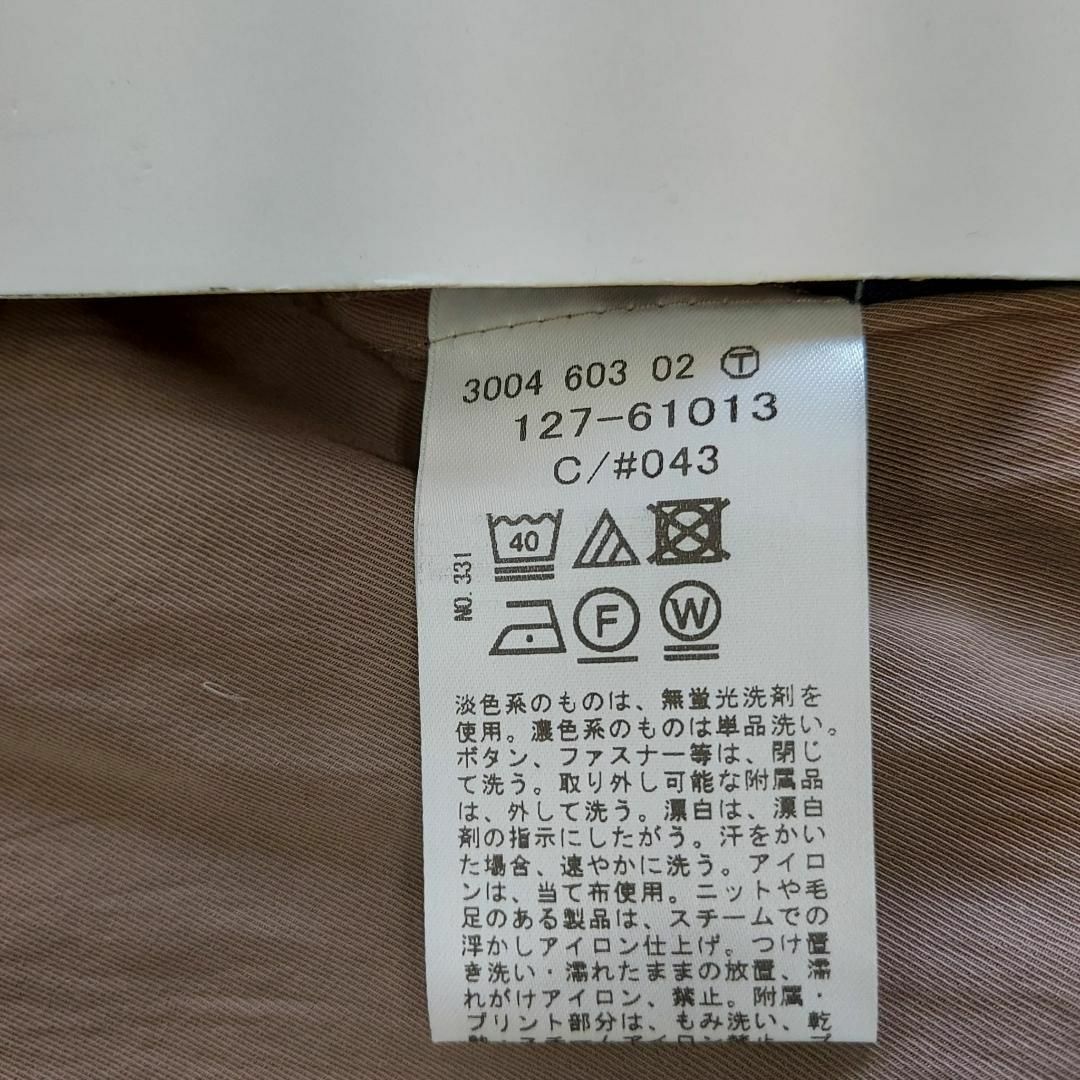 3004 603 02 Ⓣ
127-61013
C/#043
NO. 331
40
F
W
淡色系のものは、無蛍光洗剤を
使用。濃色系のものは単品洗い。
ボタン、ファスナー等は、閉じ
て洗う。取り外し可能な附属品
は、外して洗う。漂白は、漂白
剤の指示にしたがう。汗をかい
た場合、速やかに洗う。アイロ
ンは、当て布使用。ニットや毛
足のある製品は、スチームでの
浮かしアイロン仕上げ。つけ置
き洗い・濡れたままの放置、濡
れがけアイロン、禁止。附属・
プリント部分は、もみ洗い、乾